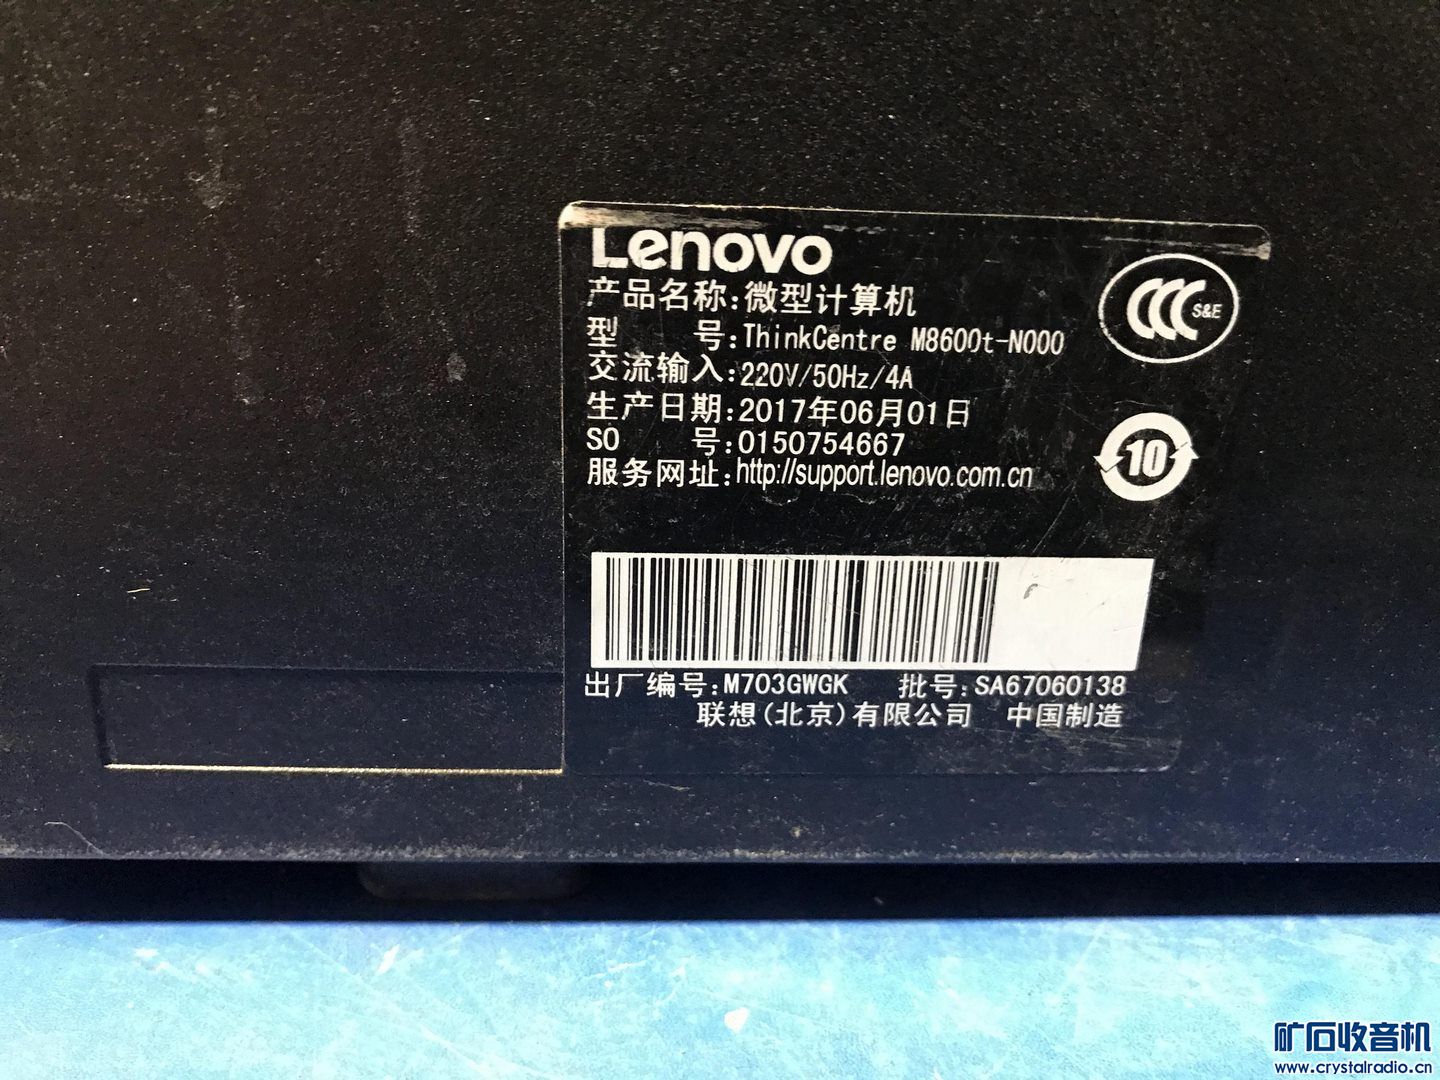 Lenovo
产品名称:微型计算机
型 号:ThinkCentre M8600t-N000
交流输入:220V/50Hz/4A
生产日期:2017年06月01日
SO 号:0150754667
服务网址:http://support.lenovo.com.cn
CCC S&E
10
出厂编号:M703GWGK 批号:SA67060138
联想(北京)有限公司 中国制造
矿石收音机
www.crystalradio.cn